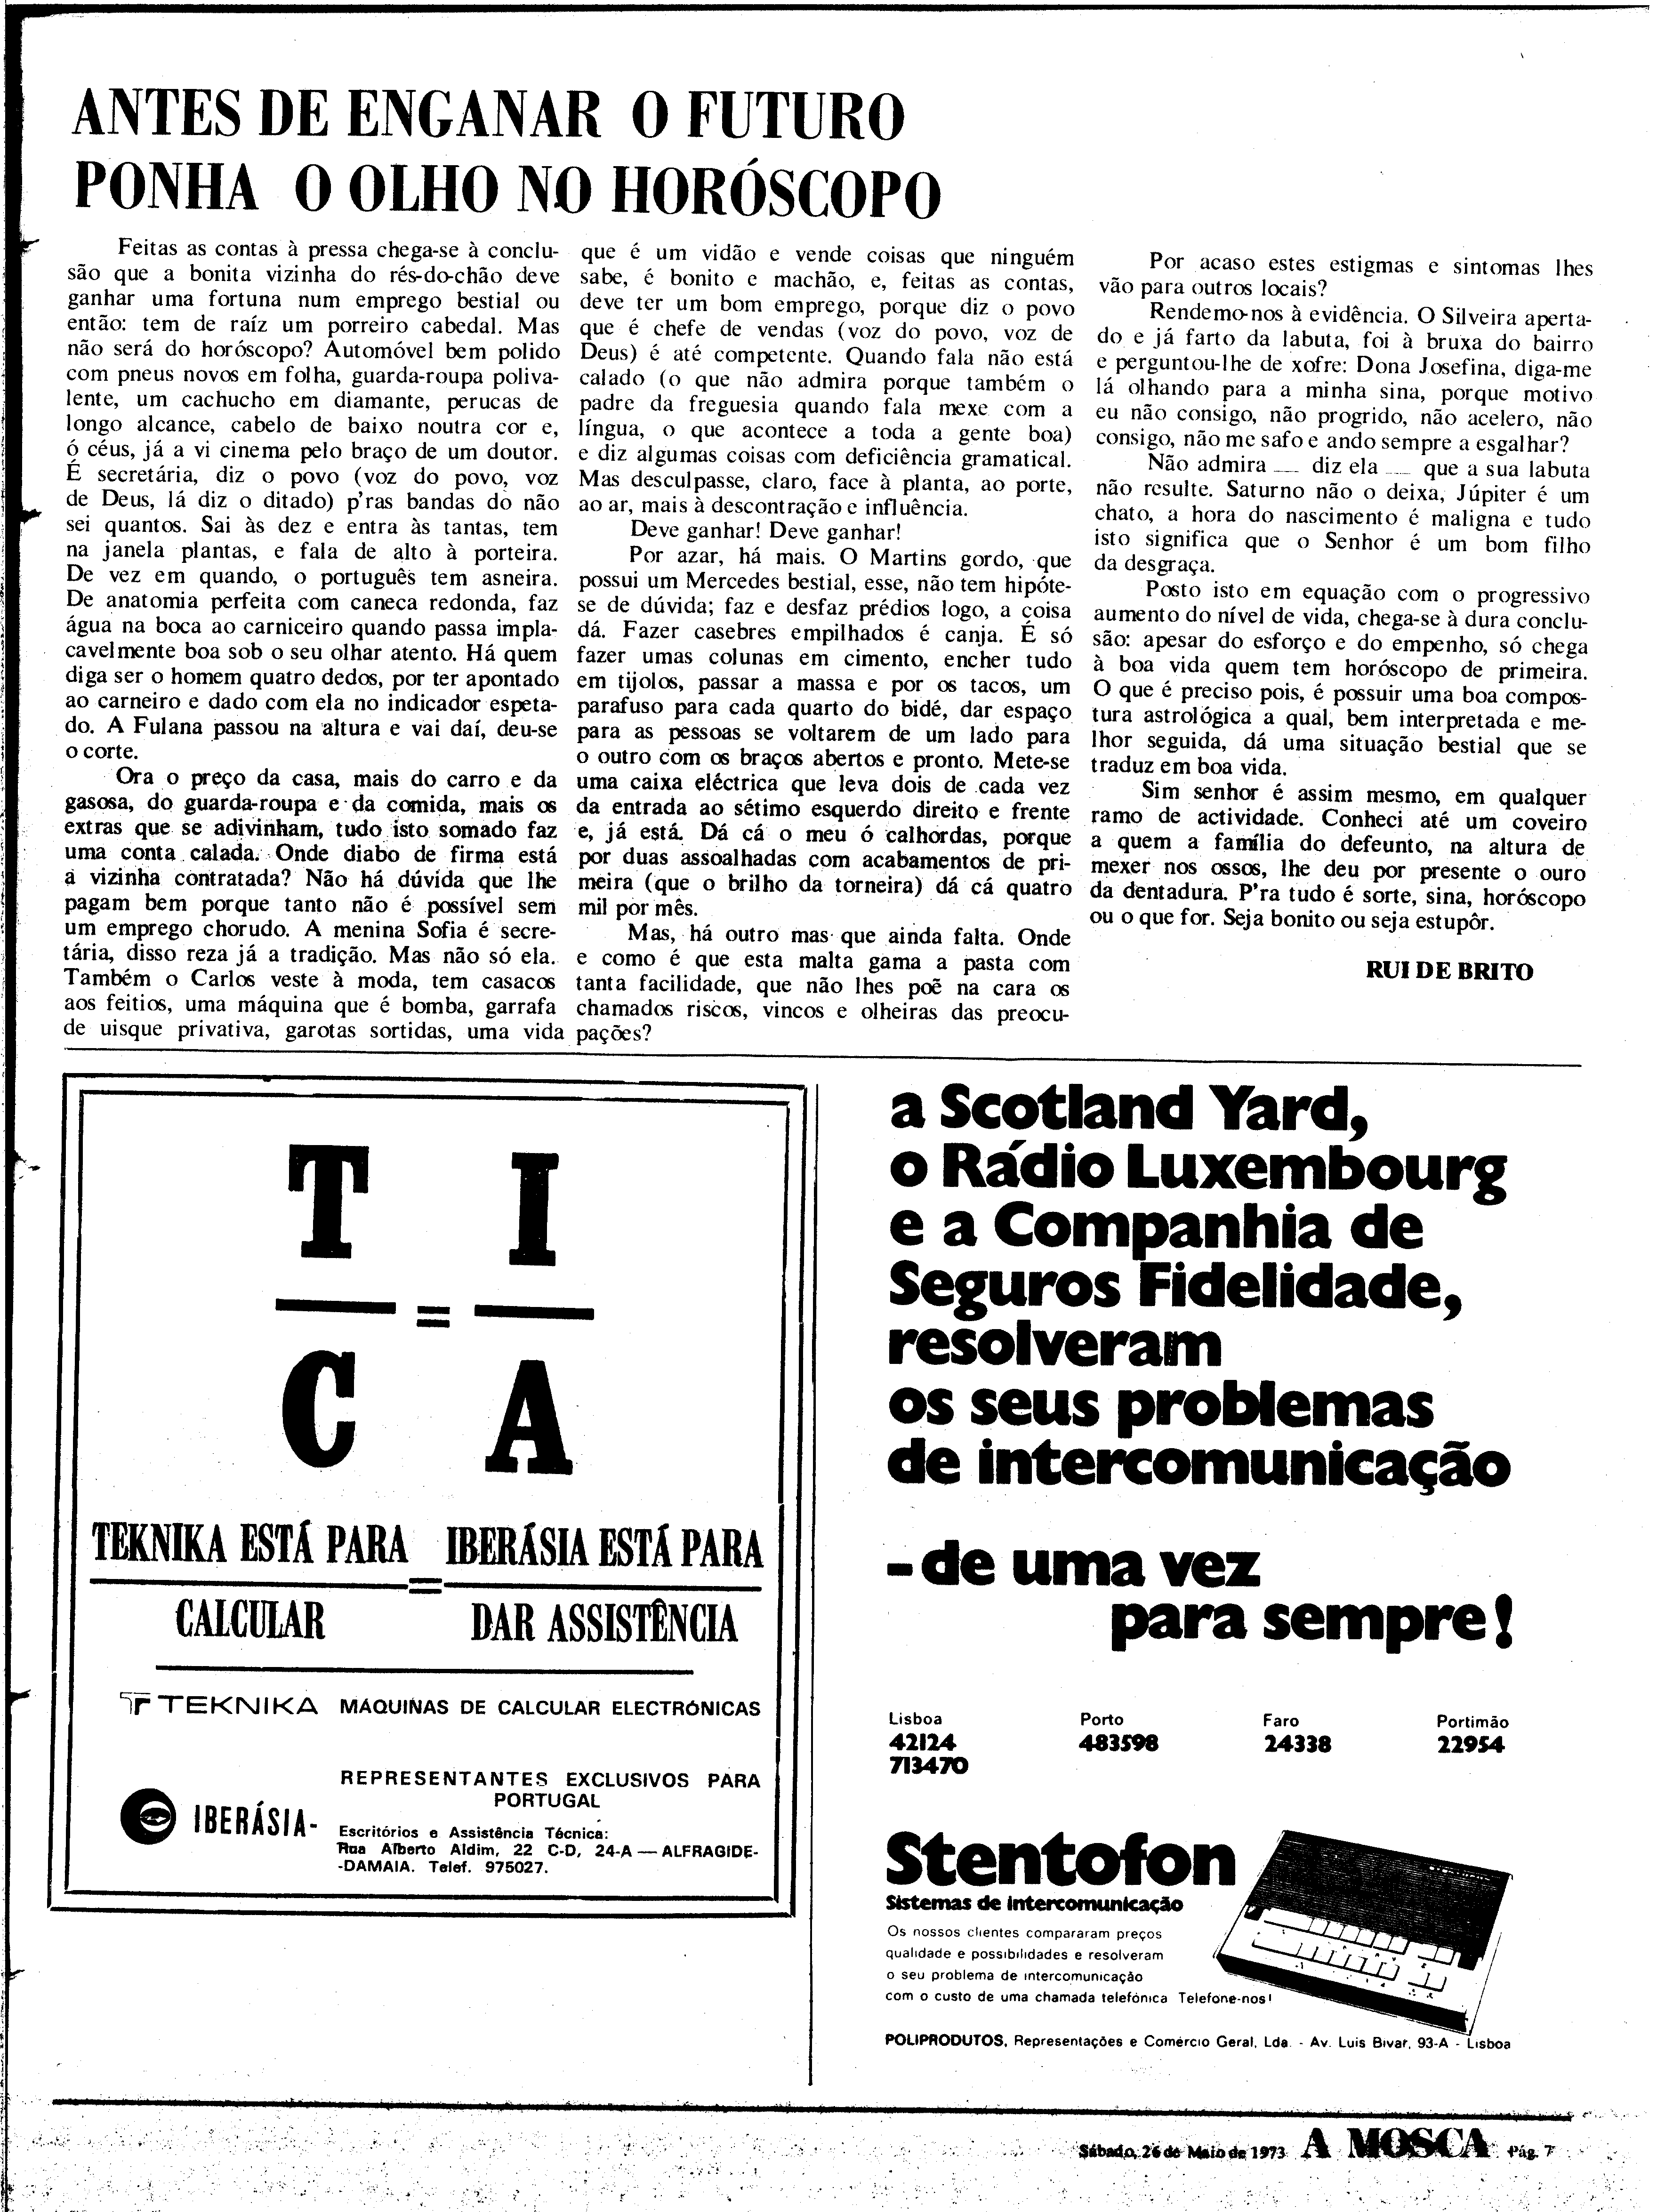 ANTES DE ENGANAR O FUTURO
PONHA O OLHO NO HORÓSCOPO
Feitas as contas à pressa chega-se à conclu-
são que a bonita vizinha do rés-do-chão deve
ganhar uma fortuna num emprego bestial ou
então: tem de raíz um porreiro cabedal. Mas
não será do horóscopo? Automóvel bem polido
com pneus novos em folha, guarda-roupa poliva-
lente, um cachucho em diamante, perucas de
longo alcance, cabelo de baixo noutra cor e,
ó céus, já a vi cinema pelo braço de um doutor.
É secretária, diz o povo (voz do povo, voz
de Deus, lá diz o ditado) p'ras bandas do não
sei quantos. Sai às dez e entra às tantas, tem
na janela plantas, e fala de alto à porteira.
De vez em quando, o português tem asneira.
De anatomia perfeita com caneca redonda, faz
água na boca ao carniceiro quando passa impla-
cavelmente boa sob o seu olhar atento. Há quem
diga ser o homem quatro dedos, por ter apontado
ao carneiro e dado com ela no indicador espeta-
do. A Fulana passou na altura e vai daí, deu-se
o corte.
Ora o preço da casa, mais do carro e da
gasosa, do guarda-roupa e da comida, mais os
extras que se adivinham, tudo isto somado faz
uma conta calada. Onde diabo de firma está
a vizinha contratada? Não há dúvida que lhe
pagam bem porque tanto não é possível sem
um emprego chorudo. A menina Sofia é secre-
tária, disso reza já a tradição. Mas não só ela.
Também o Carlos veste à moda, tem casacos
aos feitios, uma máquina que é bomba, garrafa
de uisque privativa, garotas sortidas, uma vida
que é um vidão e vende coisas que ninguém
sabe, é bonito e machão, e, feitas as contas,
deve ter um bom emprego, porque diz o povo
que é chefe de vendas (voz do povo, voz de
Deus) é até competente. Quando fala não está
calado (o que não admira porque também o
padre da freguesia quando fala mexe com a
língua, o que acontece a toda a gente boa)
e diz algumas coisas com deficiência gramatical.
Mas desculpasse, claro, face à planta, ao porte,
ao ar, mais à descontração e influência.
Deve ganhar! Deve ganhar!
Por azar, há mais. O Martins gordo, que
possui um Mercedes bestial, esse, não tem hipóte-
se de dúvida; faz e desfaz prédios logo, a coisa
dá. Fazer casebres empilhados é canja. É só
fazer umas colunas em cimento, encher tudo
em tijolos, passar a massa e por os tacos, um
parafuso para cada quarto do bidé, dar espaço
para as pessoas se voltarem de um lado para
o outro com os braços abertos e pronto. Mete-se
uma caixa eléctrica que leva dois de cada vez
da entrada ao sétimo esquerdo direito e frente
e, já está. Dá cá o meu ó calhordas, porque
por duas assoalhadas com acabamentos de pri-
meira (que o brilho da torneira) dá cá quatro
mil por mês.
Mas, há outro mas que ainda falta. Onde
e como é que esta malta gama a pasta com
tanta facilidade, que não lhes poẽ na cara os
chamados riscos, vincos e olheiras das preocu-
pações?
Por acaso estes estigmas e sintomas lhes
vão para outros locais?
Rendemo-nos à evidência. O Silveira aperta-
do e já farto da labuta, foi à bruxa do bairro
e perguntou-lhe de xofre: Dona Josefina, diga-me
lá olhando para a minha sina, porque motivo
eu não consigo, não progrido, não acelero, não
consigo, não me safo e ando sempre a esgalhar?
Não admira — diz ela — que a sua labuta
não resulte. Saturno não o deixa, Júpiter é um
chato, a hora do nascimento é maligna e tudo
isto significa que o Senhor é um bom filho
da desgraça.
Posto isto em equação com o progressivo
aumento do nível de vida, chega-se à dura conclu-
são: apesar do esforço e do empenho, só chega
à boa vida quem tem horóscopo de primeira.
O que é preciso pois, é possuir uma boa compos-
tura astrológica a qual, bem interpretada e me-
lhor seguida, dá uma situação bestial que se
traduz em boa vida.
Sim senhor é assim mesmo, em qualquer
ramo de actividade. Conheci até um coveiro
a quem a família do defeunto, na altura de
mexer nos ossos, lhe deu por presente o ouro
da dentadura. P'ra tudo é sorte, sina, horóscopo
ou o que for. Seja bonito ou seja estupôr.
RUI DE BRITO
T I
=
C A
TEKNIKA ESTÁ PARA IBERÁSIA ESTÁ PARA
=
CALCULAR DAR ASSISTÊNCIA
TEKNIKA MÁQUINAS DE CALCULAR ELECTRÓNICAS
REPRESENTANTES EXCLUSIVOS PARA
PORTUGAL
IBERÁSIA-
Escritórios e Assistência Técnica:
Rua Alberto Aldim, 22 C-D, 24-A — ALFRAGIDE-
-DAMAIA. Telef. 975027.
a Scotland Yard,
o Rádio Luxembourg
e a Companhia de
Seguros Fidelidade,
resolveram
os seus problemas
de intercomunicação
- de uma vez
para sempre!
Lisboa Porto Faro Portimão
42124 483598 24338 22954
713470
Stentofon
Sistemas de intercomunicação
Os nossos clientes compararam preços
qualidade e possibilidades e resolveram
o seu problema de intercomunicação
com o custo de uma chamada telefónica Telefone-nos!
POLIPRODUTOS, Representações e Comércio Geral, Lda. - Av. Luis Bivar, 93-A - Lisboa
Sábado, 26 de Maio de 1973 A MOSCA Pág. 7